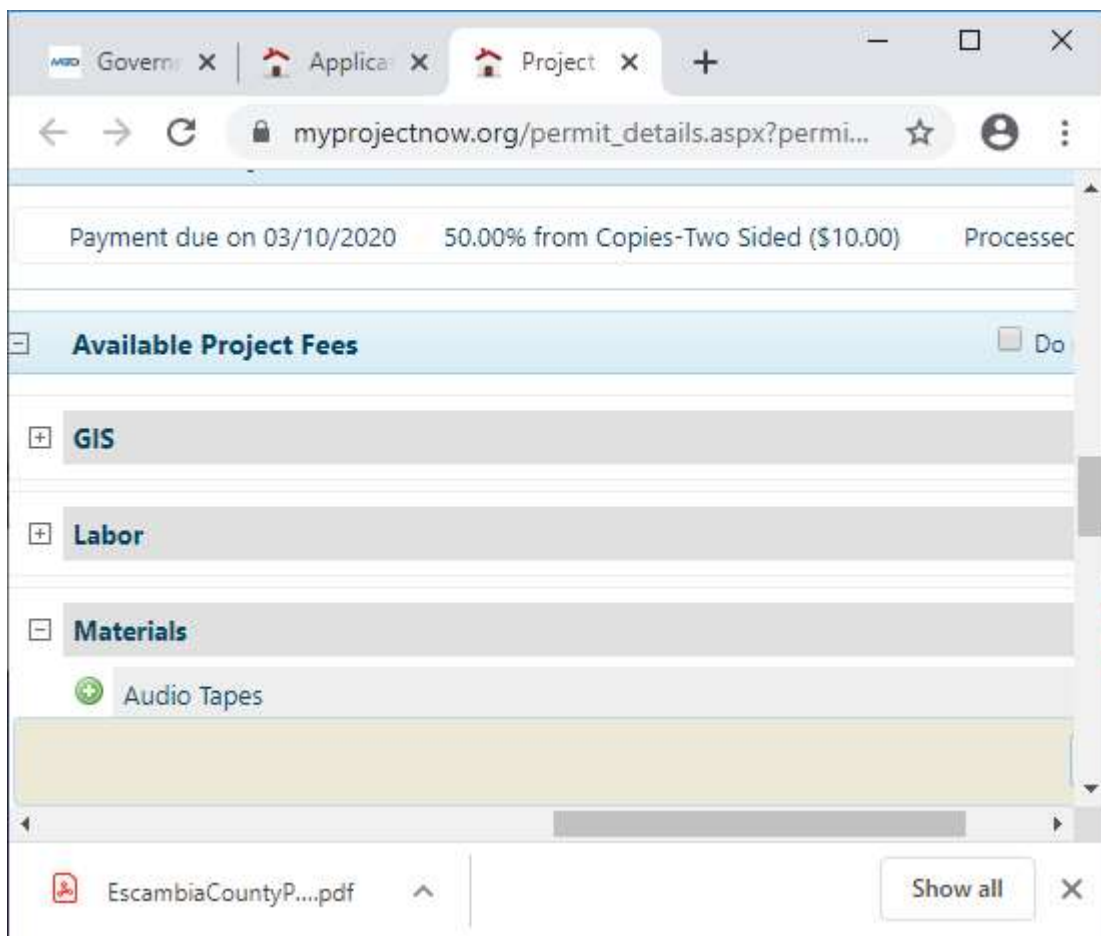 Govern
Applica
Project
myprojectnow.org/permit_details.aspx?permi...
Payment due on 03/10/2020 50.00% from Copies-Two Sided ($10.00) Processed
Available Project Fees Do
GIS
Labor
Materials
Audio Tapes
EscambiaCountyP....pdf Show all